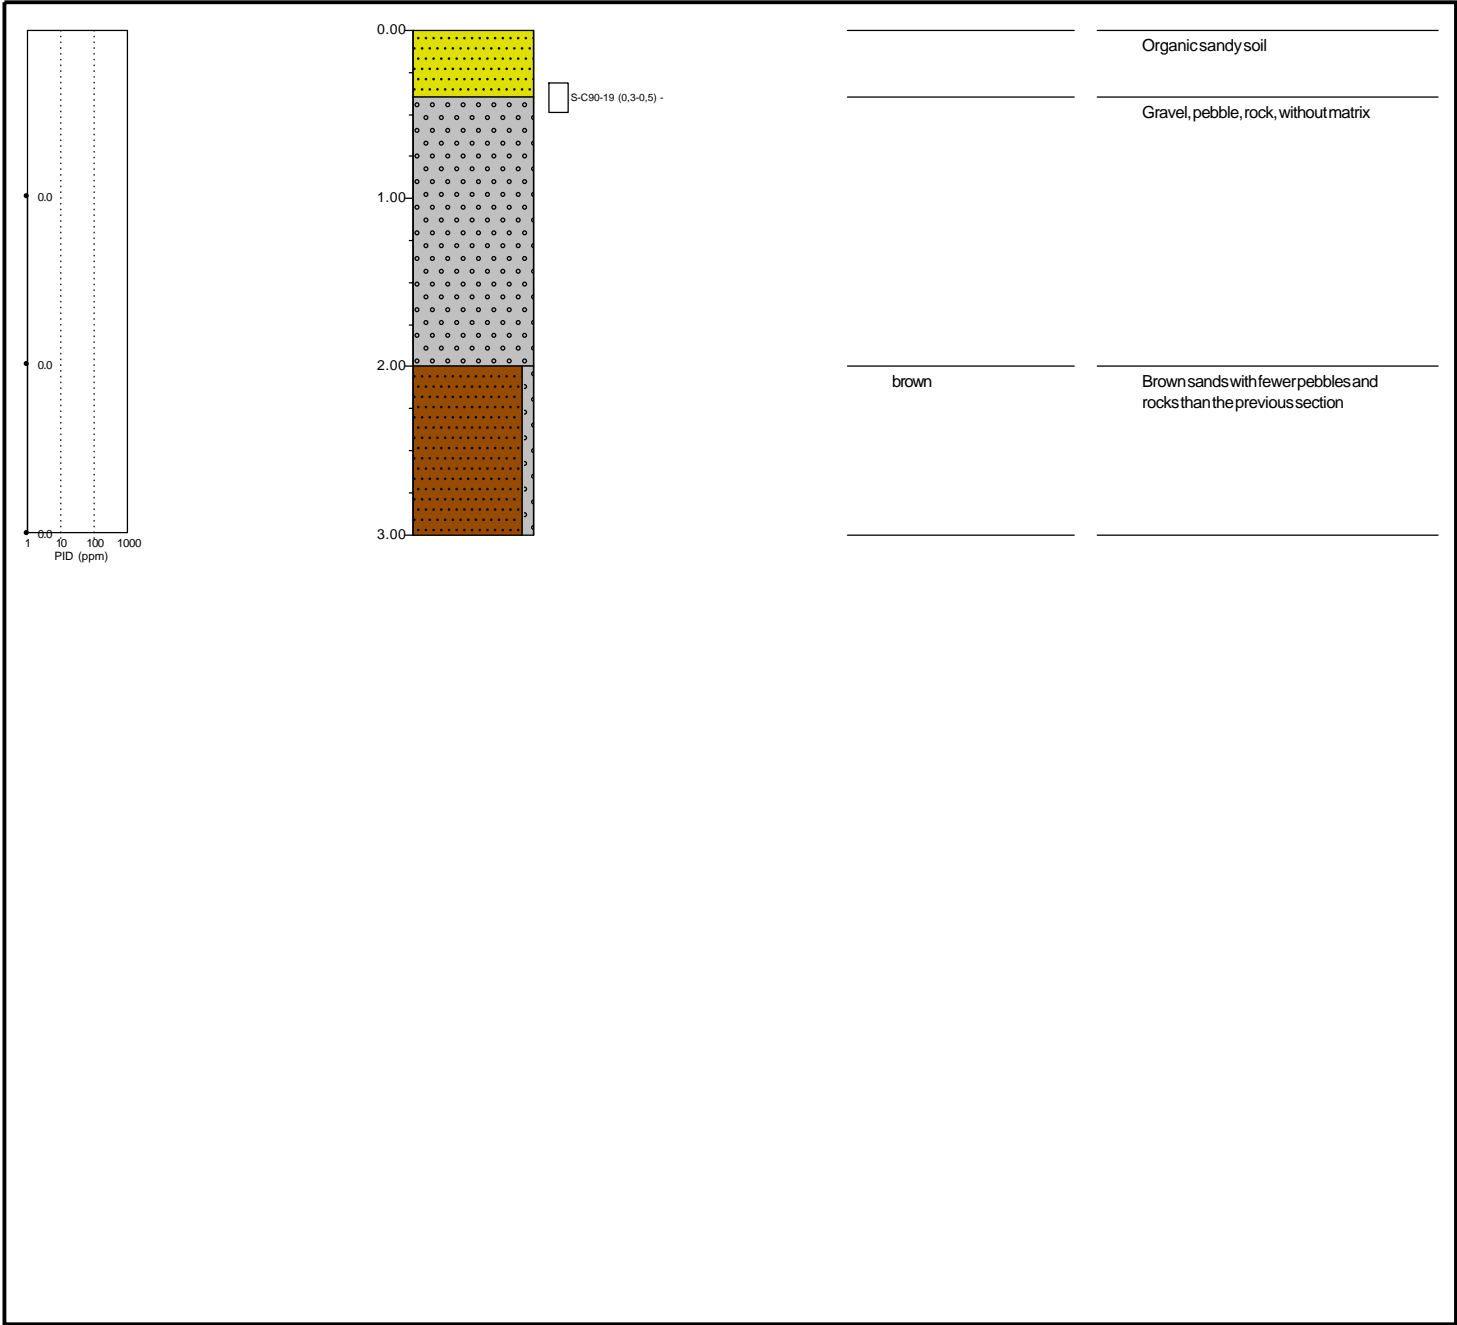 0.00
Organic sandy soil
S-C90-19 (0,3-0,5) -
Gravel, pebble, rock, without matrix
0.0
1.00
0.0
2.00
brown
Brown sands with fewer pebbles and
rocks than the previous section
0.0
3.00
1 10 100 1000
PID (ppm)